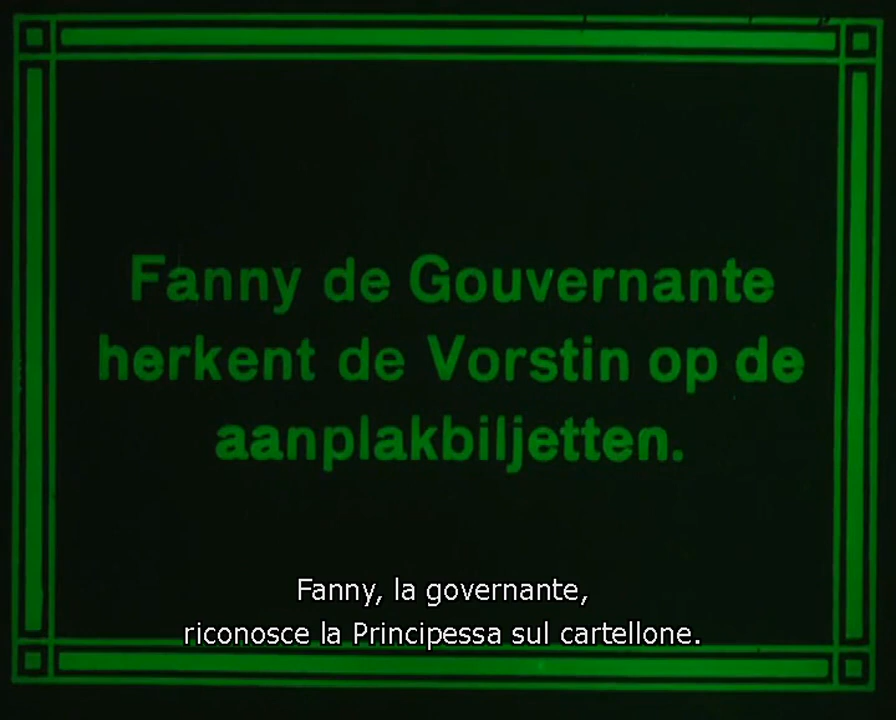 Fanny de Gouvernante
herkent de Vorstin op de
aanplakbiljetten.
Fanny, la governante,
riconosce la Principessa sul cartellone.